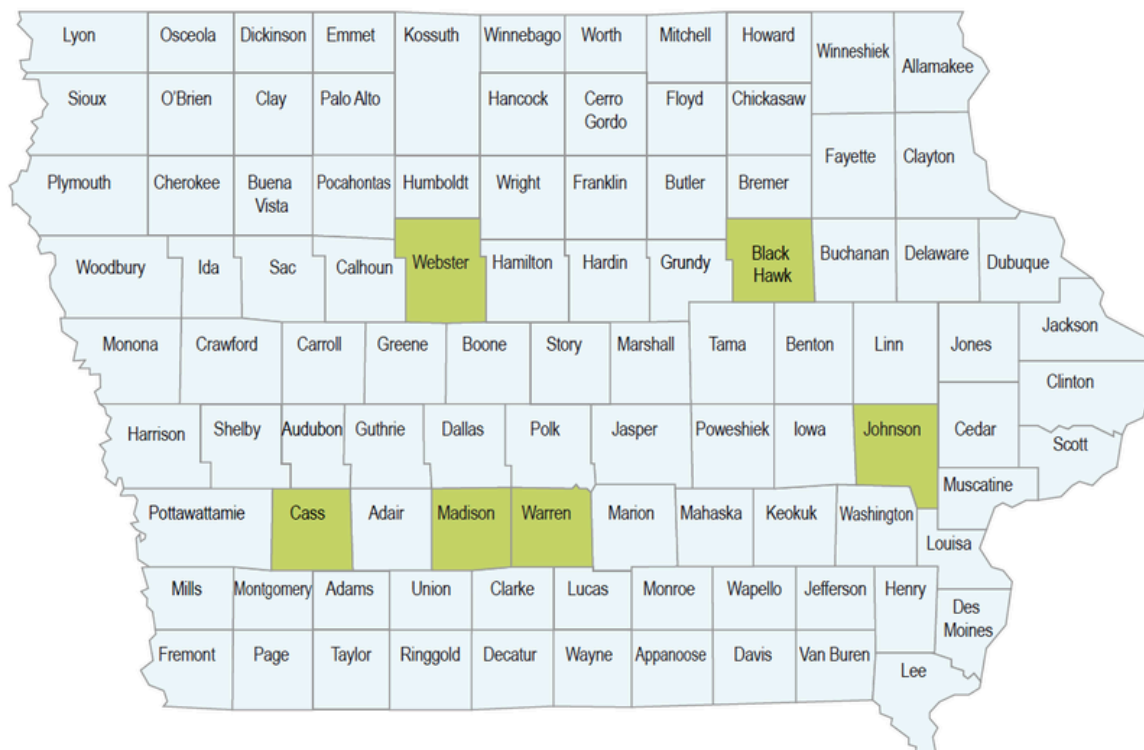 Lyon
Osceola
Dickinson
Emmet
Kossuth
Winnebago
Worth
Mitchell
Howard
Winneshiek
Allamakee
Sioux
O'Brien
Clay
Palo Alto
Hancock
Cerro
Gordo
Floyd
Chickasaw
Fayette
Clayton
Plymouth
Cherokee
Buena
Vista
Pocahontas
Humboldt
Wright
Franklin
Butler
Bremer
Woodbury
Ida
Sac
Calhoun
Webster
Hamilton
Hardin
Grundy
Black
Hawk
Buchanan
Delaware
Dubuque
Monona
Crawford
Carroll
Greene
Boone
Story
Marshall
Tama
Benton
Linn
Jones
Jackson
Clinton
Harrison
Shelby
Audubon
Guthrie
Dallas
Polk
Jasper
Poweshiek
Iowa
Johnson
Cedar
Scott
Muscatine
Pottawattamie
Cass
Adair
Madison
Warren
Marion
Mahaska
Keokuk
Washington
Louisa
Mills
Montgomery
Adams
Union
Clarke
Lucas
Monroe
Wapello
Jefferson
Henry
Des
Moines
Fremont
Page
Taylor
Ringgold
Decatur
Wayne
Appanoose
Davis
Van Buren
Lee